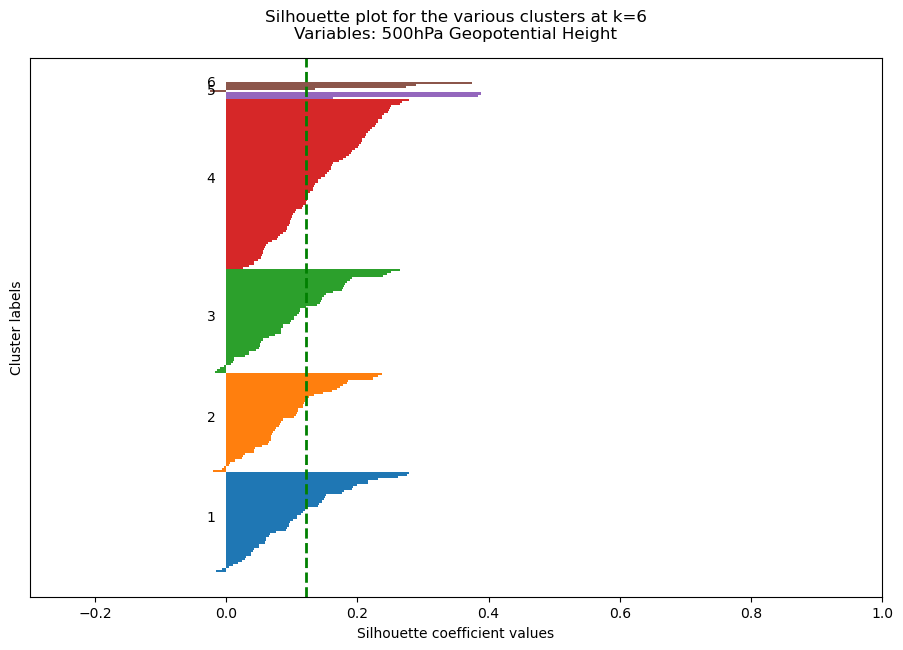 Silhouette plot for the various clusters at k=6
Variables: 500hPa Geopotential Height
6
5
4
3
2
1
Cluster labels
−0.2 0.0 0.2 0.4 0.6 0.8 1.0
Silhouette coefficient values